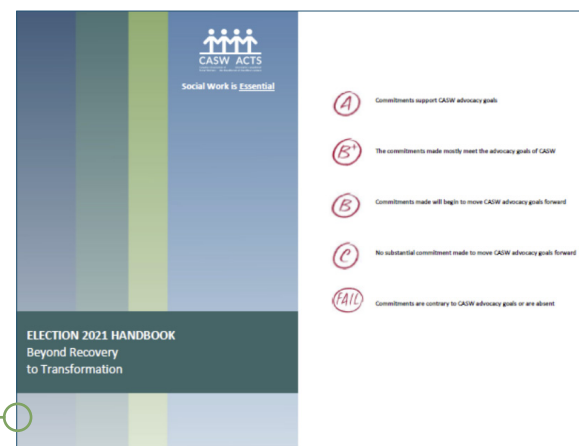 CASW ACTS
Social Work is Essential
ELECTION 2021 HANDBOOK
Beyond Recovery
to Transformation
A Commitments support CASW advocacy goals
B+ The commitments made mostly meet the advocacy goals of CASW
B Commitments made will begin to move CASW advocacy goals forward
C No substantial commitment made to move CASW advocacy goals forward
FAIL Commitments are contrary to CASW advocacy goals or are absent